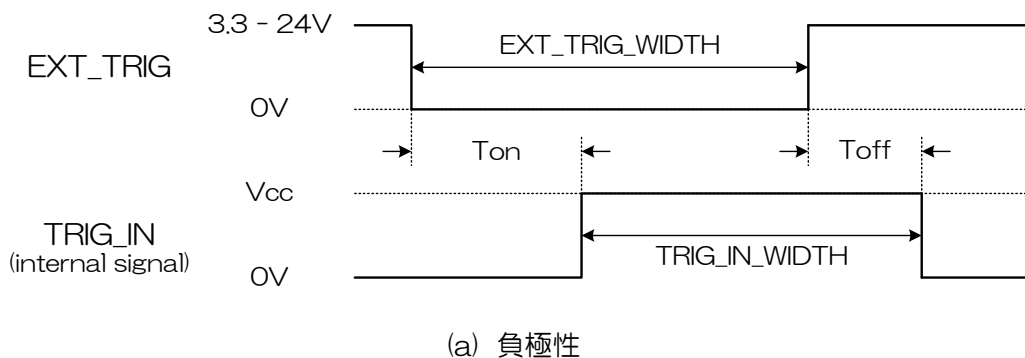 3.3 - 24V
EXT_TRIG
EXT_TRIG_WIDTH
0V
Ton
Toff
Vcc
TRIG_IN
(internal signal)
TRIG_IN_WIDTH
0V
(a) 負極性